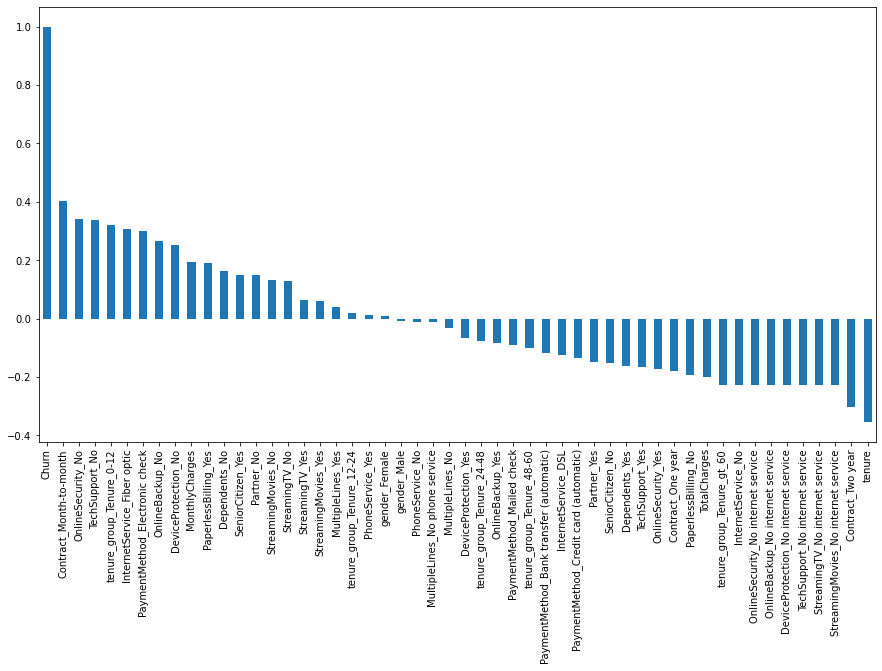 1.0
0.8
0.6
0.4
0.2
0.0
−0.2
−0.4
Churn
Contract_Month-to-month
OnlineSecurity_No
TechSupport_No
tenure_group_Tenure_0-12
InternetService_Fiber optic
PaymentMethod_Electronic check
OnlineBackup_No
DeviceProtection_No
MonthlyCharges
PaperlessBilling_Yes
Dependents_No
SeniorCitizen_Yes
Partner_No
StreamingMovies_No
StreamingTV_No
StreamingTV_Yes
StreamingMovies_Yes
MultipleLines_Yes
tenure_group_Tenure_12-24
PhoneService_Yes
gender_Female
gender_Male
PhoneService_No
MultipleLines_No phone service
MultipleLines_No
DeviceProtection_Yes
tenure_group_Tenure_24-48
OnlineBackup_Yes
PaymentMethod_Mailed check
tenure_group_Tenure_48-60
PaymentMethod_Bank transfer (automatic)
InternetService_DSL
PaymentMethod_Credit card (automatic)
Partner_Yes
SeniorCitizen_No
Dependents_Yes
TechSupport_Yes
OnlineSecurity_Yes
Contract_One year
PaperlessBilling_No
TotalCharges
tenure_group_Tenure_gt_60
InternetService_No
OnlineSecurity_No internet service
OnlineBackup_No internet service
DeviceProtection_No internet service
TechSupport_No internet service
StreamingTV_No internet service
StreamingMovies_No internet service
Contract_Two year
tenure